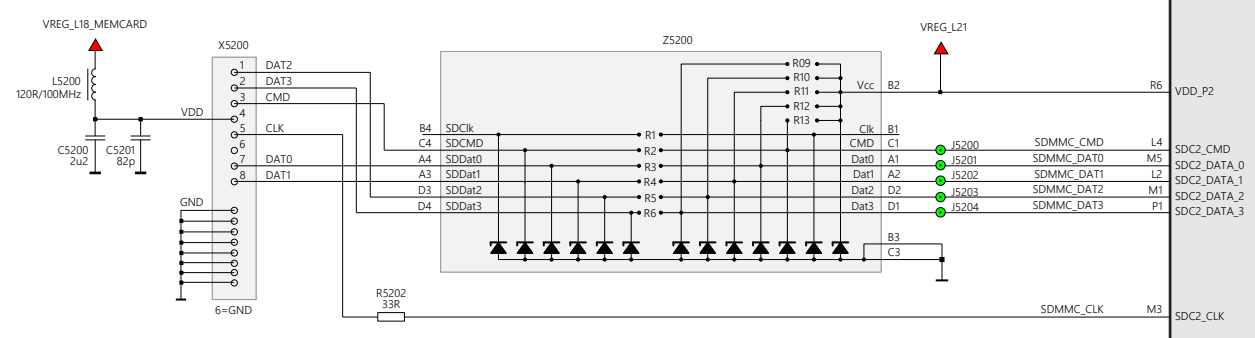 VREG_L18_MEMCARD
VREG_L21
X5200
Z5200
L5200
120R/100MHz
C5200
2u2
C5201
82p
VDD
1 DAT2
2 DAT3
3 CMD
4
5 CLK
6
7 DAT0
8 DAT1
GND
6=GND
R5202
33R
R09
R10
R11 Vcc B2
R12
R13
B4 SDClk R1 Clk B1
C4 SDCMD R2 CMD C1
A4 SDDat0 R3 Dat0 A1
A3 SDDat1 R4 Dat1 A2
D3 SDDat2 R5 Dat2 D2
D4 SDDat3 R6 Dat3 D1
B3
C3
R6 VDD_P2
J5200 SDMMC_CMD L4 SDC2_CMD
J5201 SDMMC_DAT0 M5 SDC2_DATA_0
J5202 SDMMC_DAT1 L2 SDC2_DATA_1
J5203 SDMMC_DAT2 M1 SDC2_DATA_2
J5204 SDMMC_DAT3 P1 SDC2_DATA_3
SDMMC_CLK M3 SDC2_CLK